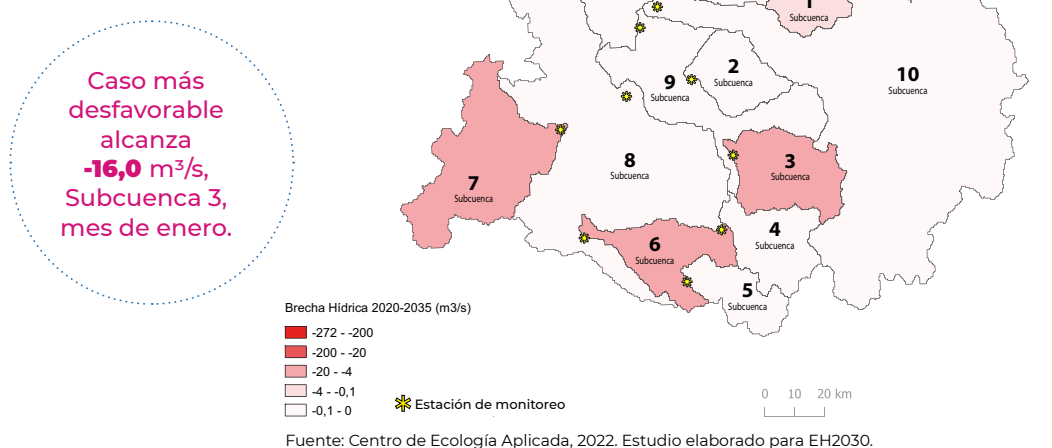 Caso más
desfavorable
alcanza
-16,0 m³/s,
Subcuenca 3,
mes de enero.
1
Subcuenca
2
Subcuenca
10
Subcuenca
9
Subcuenca
3
Subcuenca
8
Subcuenca
7
Subcuenca
4
Subcuenca
6
Subcuenca
5
Subcuenca
Brecha Hídrica 2020-2035 (m3/s)
-272 - -200
-200 - -20
-20 - -4
-4 - -0,1
-0,1 - 0
Estación de monitoreo
0 10 20 km
Fuente: Centro de Ecología Aplicada, 2022. Estudio elaborado para EH2030.